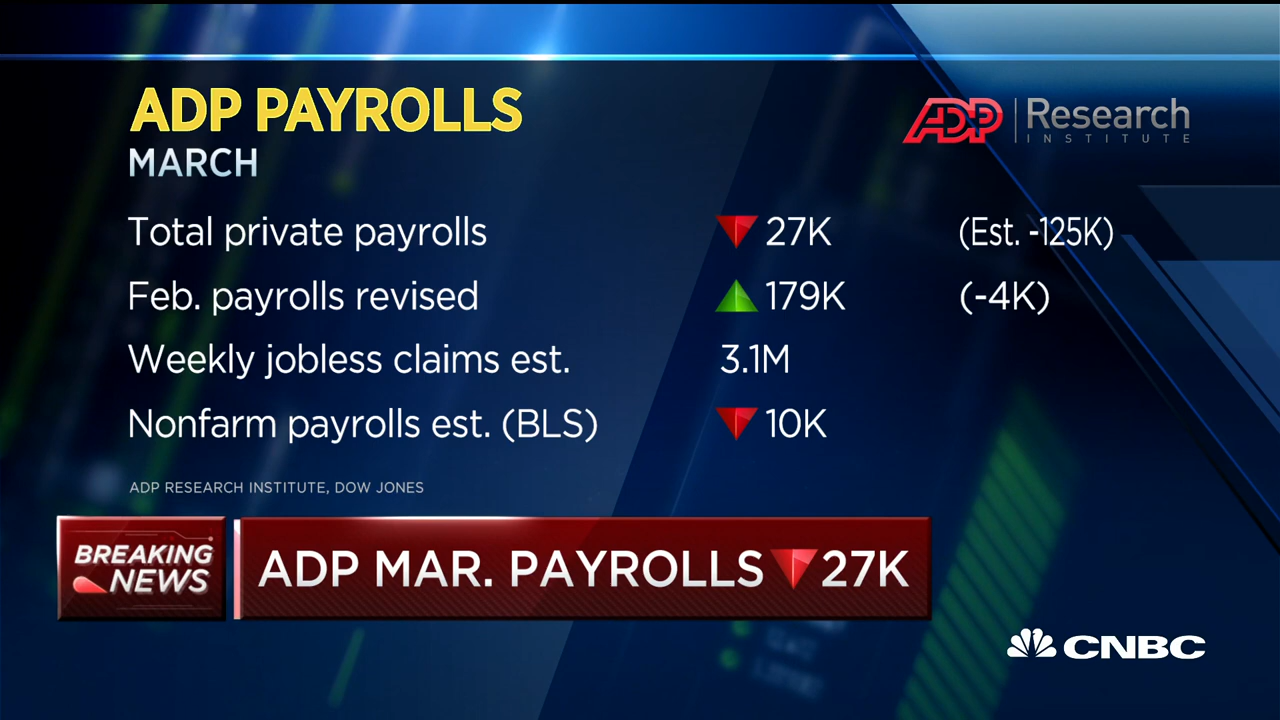 ADP PAYROLLS
MARCH
ADP Research
INSTITUTE
Total private payrolls ▼ 27K (Est. -125K)
Feb. payrolls revised ▲ 179K (-4K)
Weekly jobless claims est. 3.1M
Nonfarm payrolls est. (BLS) ▼ 10K
ADP RESEARCH INSTITUTE, DOW JONES
BREAKING
NEWS
ADP MAR. PAYROLLS ▼ 27K
CNBC